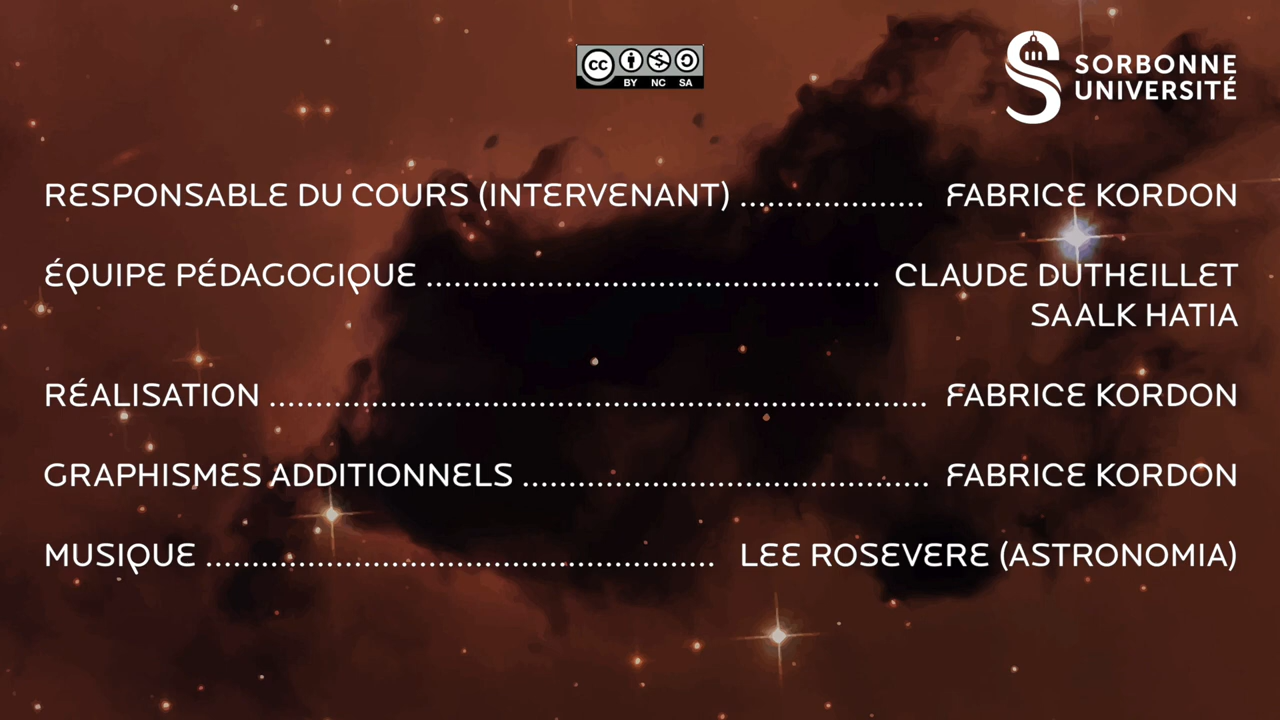 CC BY NC SA
SORBONNE
UNIVERSITÉ
RESPONSABLE DU COURS (INTERVENANT) ................... FABRICE KORDON
ÉQUIPE PÉDAGOGIQUE ................................................. CLAUDE DUTHEILLET
SAALK HATIA
RÉALISATION ....................................................................... FABRICE KORDON
GRAPHISMES ADDITIONNELS ............................................ FABRICE KORDON
MUSIQUE ....................................................... LEE ROSEVERE (ASTRONOMIA)